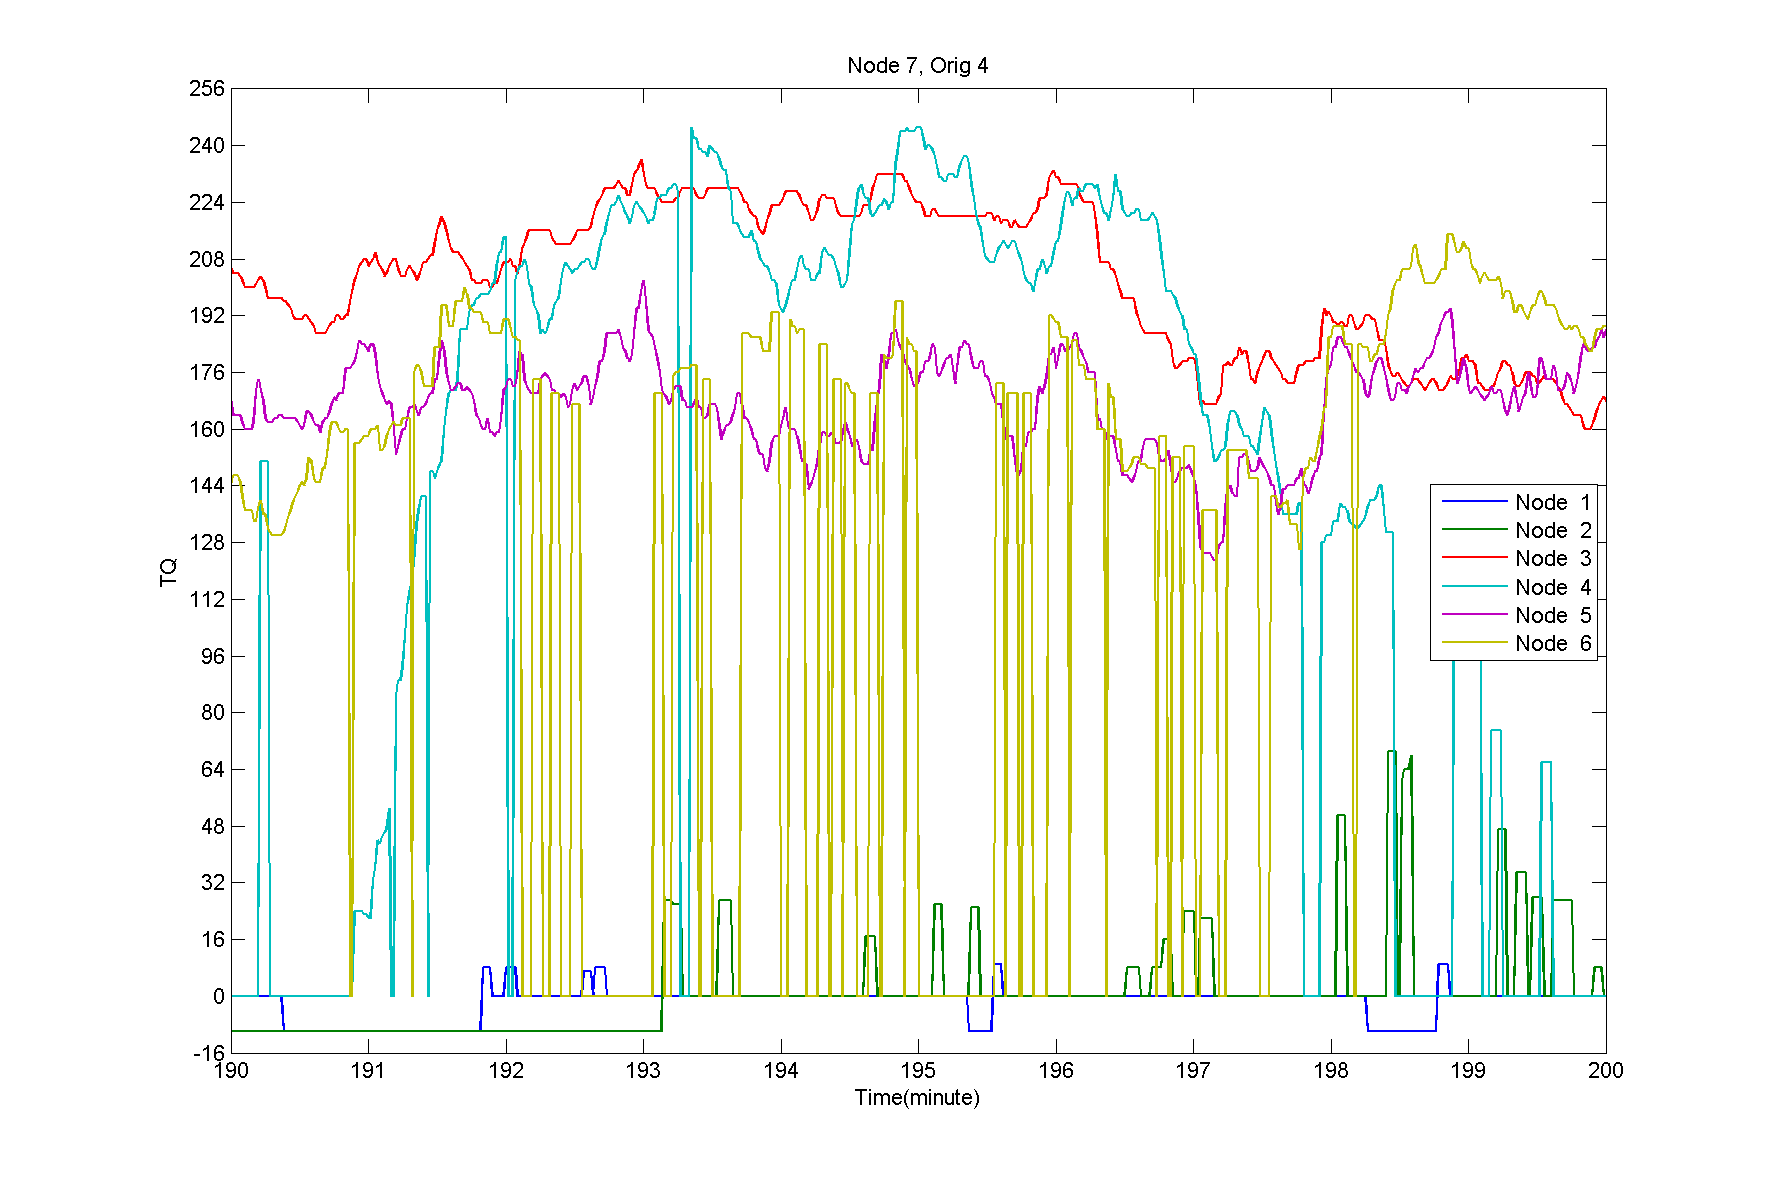 Node 7, Orig 4
256
240
224
208
192
176
160
144
128
112
96
80
64
48
32
16
0
-16
TQ
Node 1
Node 2
Node 3
Node 4
Node 5
Node 6
190 191 192 193 194 195 196 197 198 199 200
Time(minute)